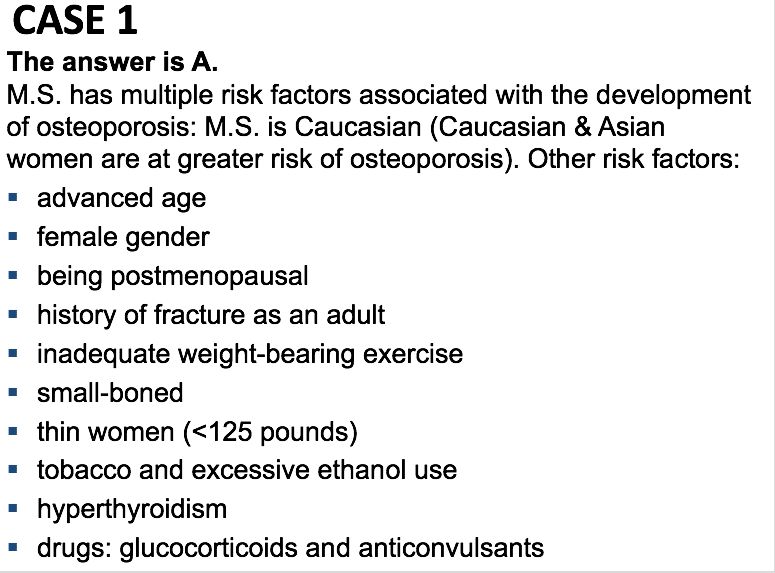 CASE 1
The answer is A.
M.S. has multiple risk factors associated with the development
of osteoporosis: M.S. is Caucasian (Caucasian & Asian
women are at greater risk of osteoporosis). Other risk factors:
▪ advanced age
▪ female gender
▪ being postmenopausal
▪ history of fracture as an adult
▪ inadequate weight-bearing exercise
▪ small-boned
▪ thin women (<125 pounds)
▪ tobacco and excessive ethanol use
▪ hyperthyroidism
▪ drugs: glucocorticoids and anticonvulsants